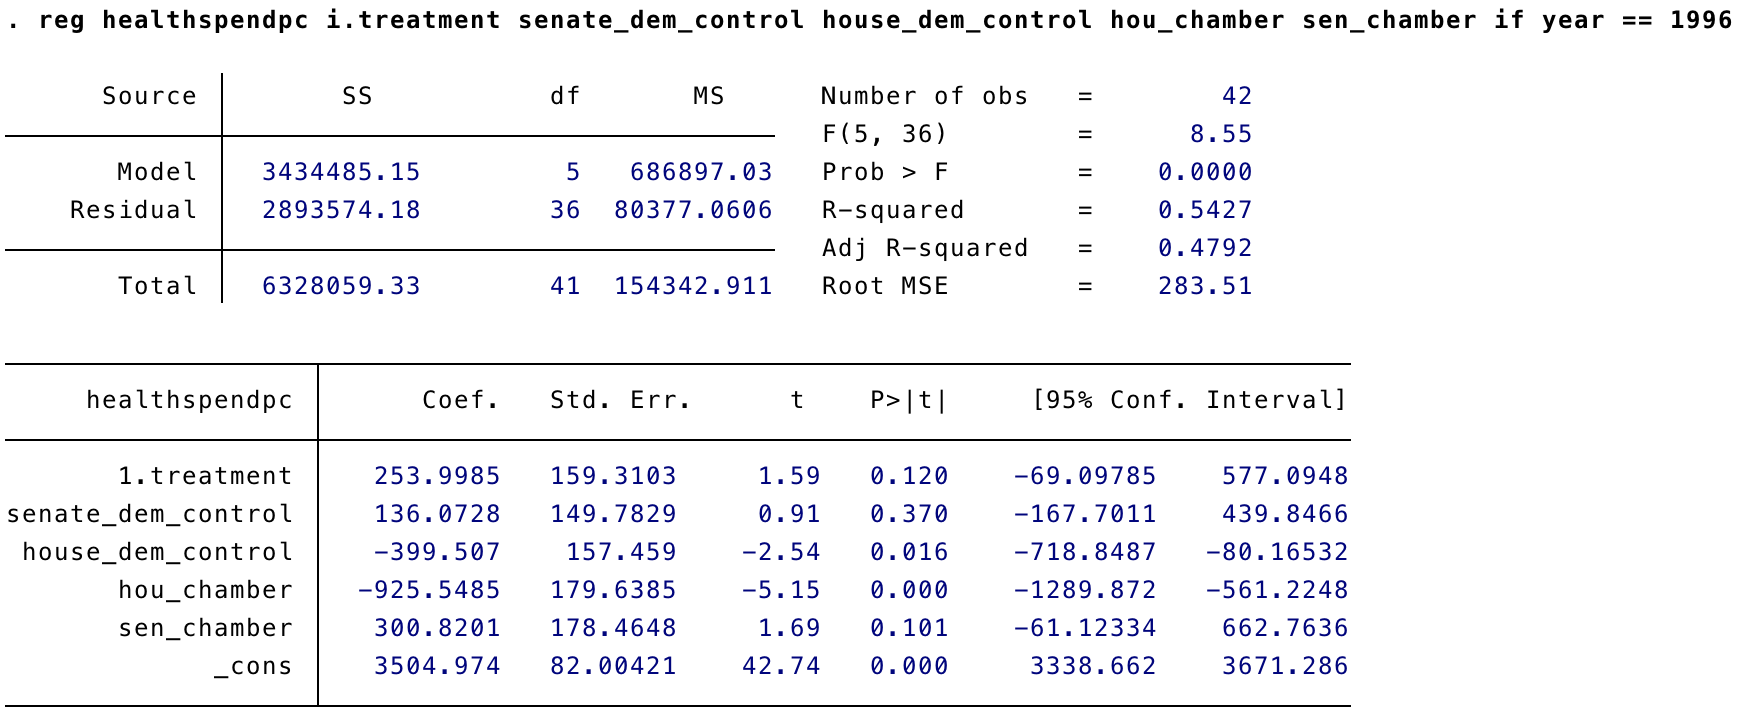 . reg healthspendpc i.treatment senate_dem_control house_dem_control hou_chamber sen_chamber if year == 1996
Source SS df MS Number of obs = 42
F(5, 36) = 8.55
Model 3434485.15 5 686897.03 Prob > F = 0.0000
Residual 2893574.18 36 80377.0606 R-squared = 0.5427
Adj R-squared = 0.4792
Total 6328059.33 41 154342.911 Root MSE = 283.51
healthspendpc Coef. Std. Err. t P>|t| [95% Conf. Interval]
1.treatment 253.9985 159.3103 1.59 0.120 -69.09785 577.0948
senate_dem_control 136.0728 149.7829 0.91 0.370 -167.7011 439.8466
house_dem_control -399.507 157.459 -2.54 0.016 -718.8487 -80.16532
hou_chamber -925.5485 179.6385 -5.15 0.000 -1289.872 -561.2248
sen_chamber 300.8201 178.4648 1.69 0.101 -61.12334 662.7636
_cons 3504.974 82.00421 42.74 0.000 3338.662 3671.286